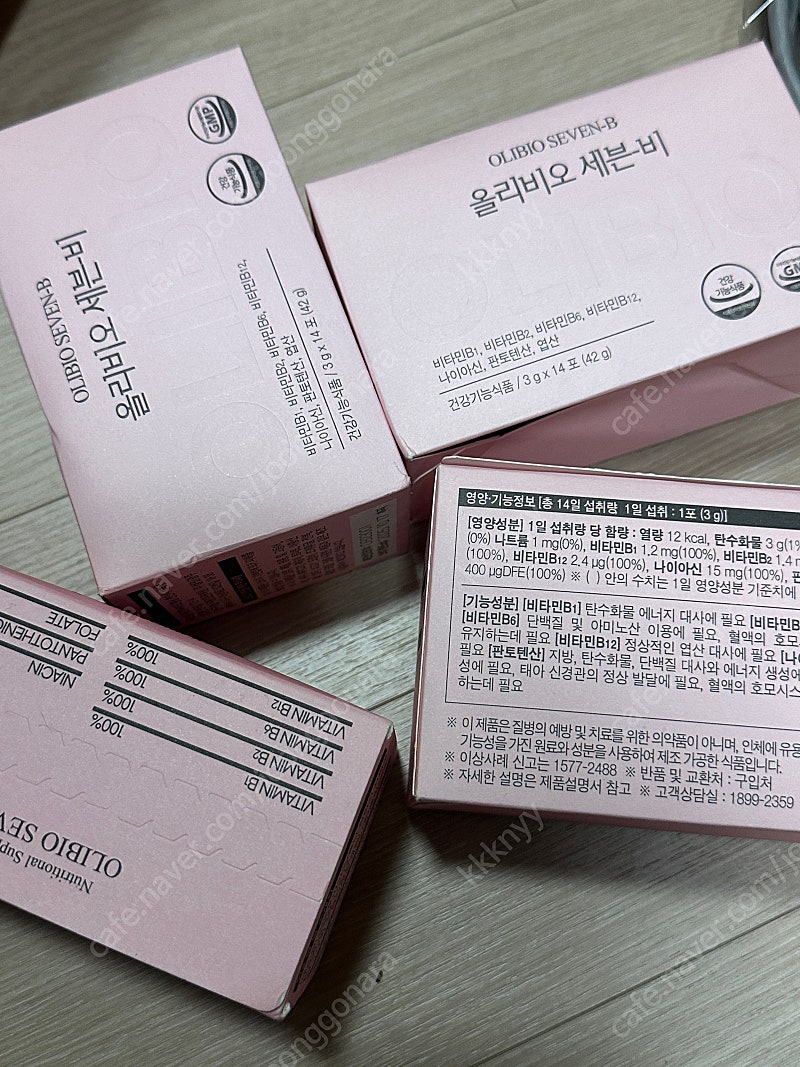 OLIBIO SEVEN-B
올리비오 세븐-비
비타민B1, 비타민B2, 비타민B6, 비타민B12,
나이아신, 판토텐산, 엽산
건강기능식품 / 3 g x 14 포 (42 g)
GMP
건강
기능식품
OLIBIO SEVEN-B
올리비오 세븐-비
비타민B1, 비타민B2, 비타민B6, 비타민B12,
나이아신, 판토텐산, 엽산
건강기능식품 / 3 g x 14 포 (42 g)
건강
기능식품
GM
영양·기능정보 [총 14일 섭취량 1일 섭취 : 1포 (3 g)]
[영양성분] 1일 섭취량 당 함량 : 열량 12 kcal, 탄수화물 3 g(1%
(0%) 나트륨 1 mg(0%), 비타민B1 1.2 mg(100%), 비타민B2 1.4
(100%), 비타민B12 2.4 µg(100%), 나이아신 15 mg(100%),
400 µgDFE(100%) ※ ( ) 안의 수치는 1일 영양성분 기준치에
[기능성분] [비타민B1] 탄수화물 에너지 대사에 필요 [비타민B
[비타민B6] 단백질 및 아미노산 이용에 필요, 혈액의 호모
유지하는데 필요 [비타민B12] 정상적인 엽산 대사에 필요 [나
필요 [판토텐산] 지방, 탄수화물, 단백질 대사와 에너지 생성에
성에 필요, 태아 신경관의 정상 발달에 필요, 혈액의 호모시스
하는데 필요
※ 이 제품은 질병의 예방 및 치료를 위한 의약품이 아니며, 인체에 유용
기능성을 가진 원료와 성분을 사용하여 제조 가공한 식품입니다.
※ 이상사례 신고는 1577-2488 ※ 반품 및 교환처 : 구입처
※ 자세한 설명은 제품설명서 참고 ※ 고객상담실 : 1899-2359
Nutritional Supp
OLIBIO SEV
VITAMIN B1 100%
VITAMIN B2 100%
VITAMIN B6 100%
VITAMIN B12 100%
NIACIN
PANTOTHENIC
FOLATE
cafe.naver.com/joonggonara
kkknyy